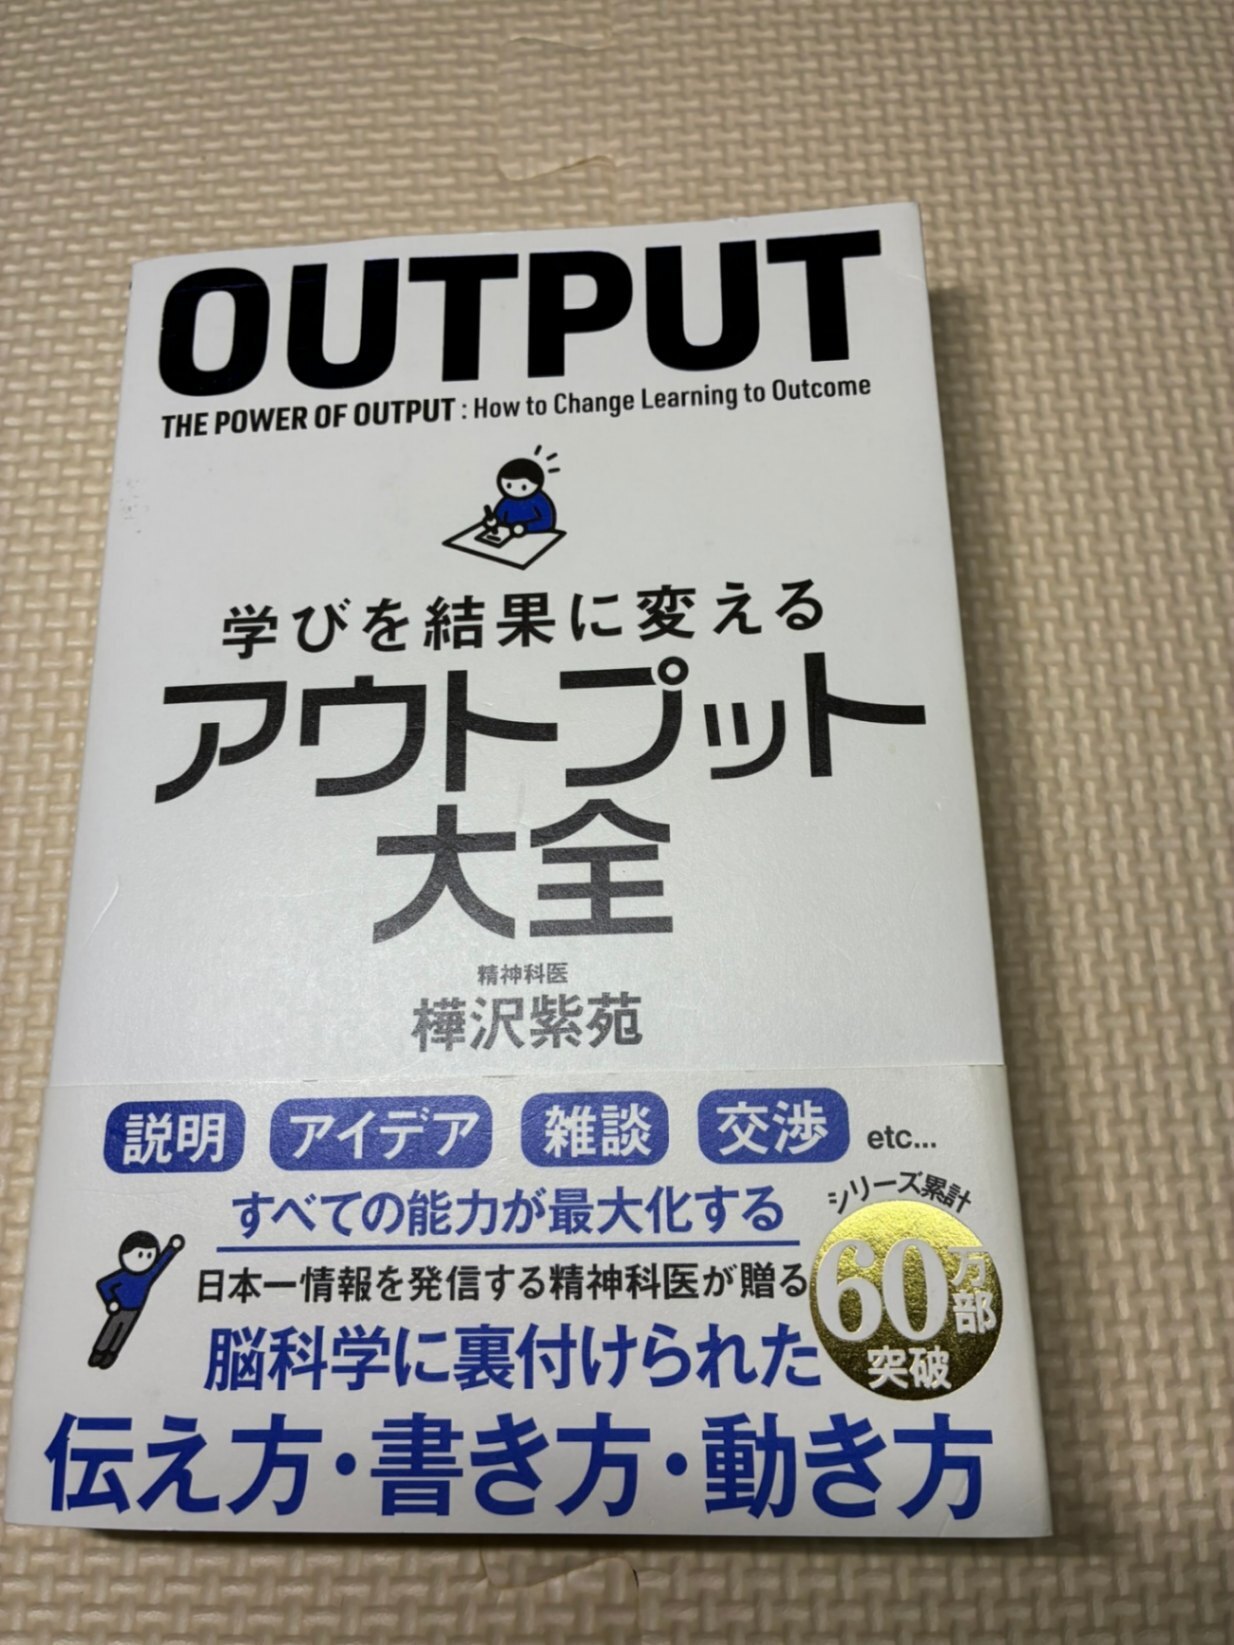 OUTPUT
THE POWER OF OUTPUT : How to Change Learning to Outcome
学びを結果に変える
アウトプット
大全
精神科医
樺沢紫苑
説明 アイデア 雑談 交渉 etc...
すべての能力が最大化する
日本一情報を発信する精神科医が贈る
脳科学に裏付けられた
伝え方・書き方・動き方
シリーズ累計
60万部
突破